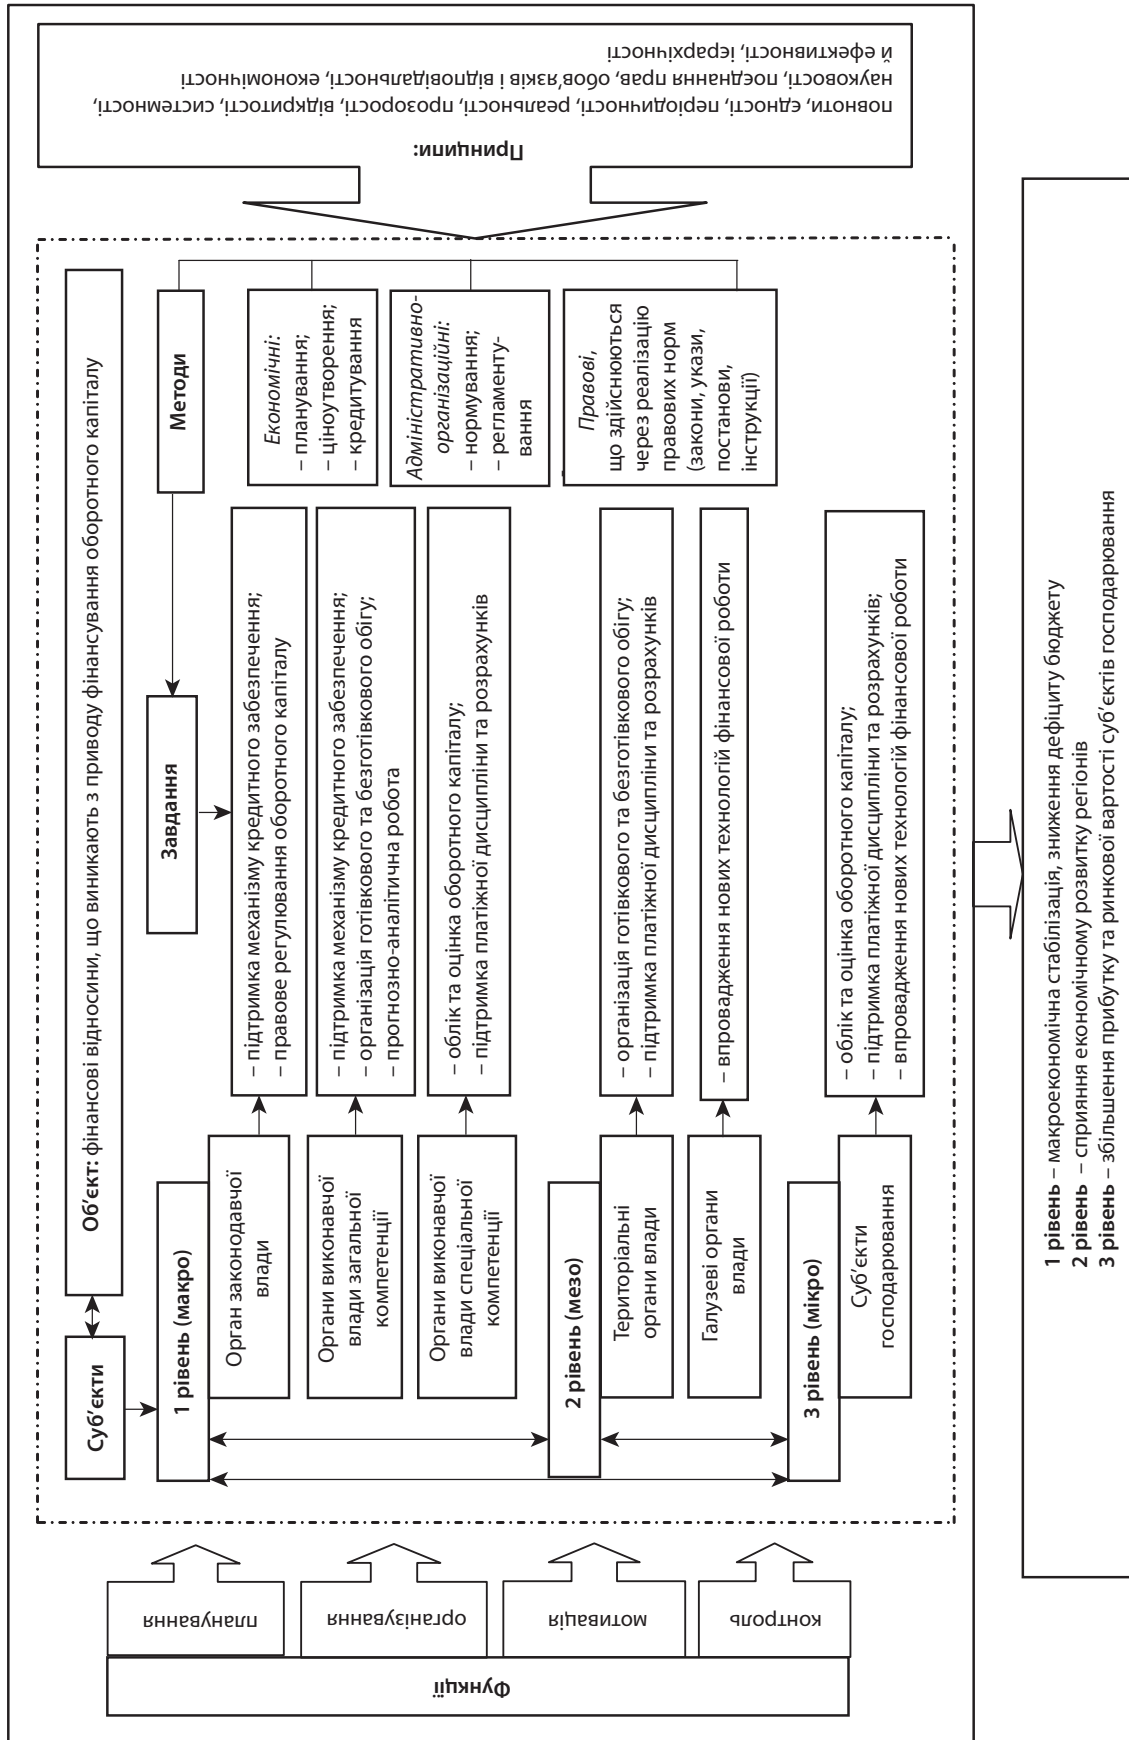 Об’єкт: фінансові відносини, що виникають з приводу фінансування оборотного капіталу
Суб’єкти
Завдання
Методи
1 рівень (макро)
Орган законодавчої
влади
– підтримка механізму кредитного забезпечення;
– правове регулювання оборотного капіталу
Органи виконавчої
влади загальної
компетенції
– підтримка механізму кредитного забезпечення;
– організація готівкового та безготівкового обігу;
– прогнозно-аналітична робота
Органи виконавчої
влади спеціальної
компетенції
– облік та оцінка оборотного капіталу;
– підтримка платіжної дисципліни та розрахунків
2 рівень (мезо)
Територіальні
органи влади
– організація готівкового та безготівкового обігу;
– підтримка платіжної дисципліни та розрахунків
Галузеві органи
влади
– впровадження нових технологій фінансової роботи
3 рівень (мікро)
Суб’єкти
господарювання
– облік та оцінка оборотного капіталу;
– підтримка платіжної дисципліни та розрахунків;
– впровадження нових технологій фінансової роботи
Економічні:
– планування;
– ціноутворення;
– кредитування
Адміністративно-
організаційні:
– нормування;
– регламенту-
вання
Правові,
що здійснюються
через реалізацію
правових норм
(закони, укази,
постанови,
інструкції)
Функції
планування
організування
мотивація
контроль
Принципи:
повноти, єдності, періодичності, реальності, прозорості, відкритості, системності,
науковості, поєднання прав, обов’язків і відповідальності, економічності
й ефективності, ієрархічності
1 рівень – макроекономічна стабілізація, зниження дефіциту бюджету
2 рівень – сприяння економічному розвитку регіонів
3 рівень – збільшення прибутку та ринкової вартості суб’єктів господарювання